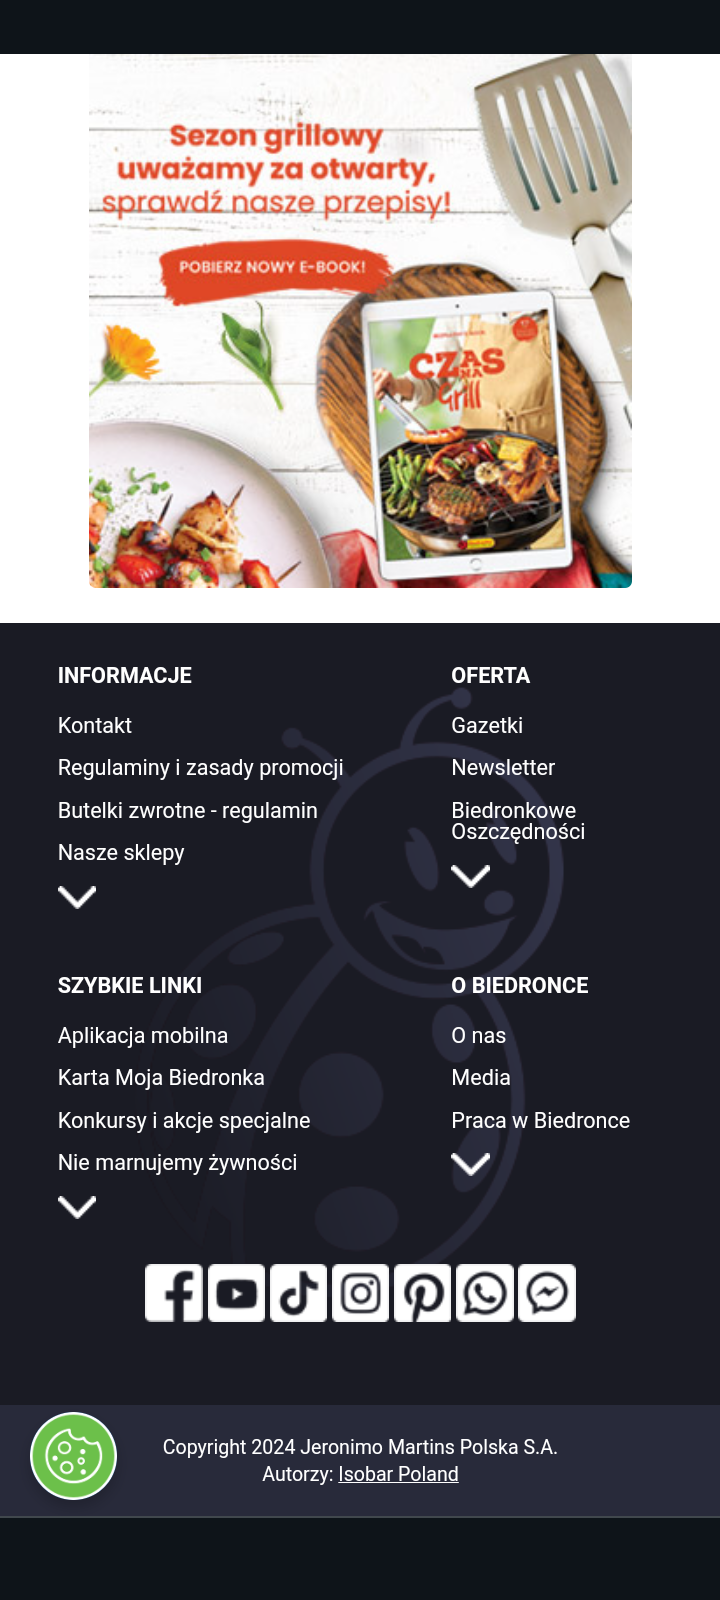 Sezon grillowy
uważamy za otwarty,
sprawdź nasze przepisy!
POBIERZ NOWY E-BOOK!
CZAS
NA
Grill
INFORMACJE
Kontakt
Regulaminy i zasady promocji
Butelki zwrotne - regulamin
Nasze sklepy
OFERTA
Gazetki
Newsletter
Biedronkowe
Oszczędności
SZYBKIE LINKI
Aplikacja mobilna
Karta Moja Biedronka
Konkursy i akcje specjalne
Nie marnujemy żywności
O BIEDRONCE
O nas
Media
Praca w Biedronce
Copyright 2024 Jeronimo Martins Polska S.A.
Autorzy: Isobar Poland